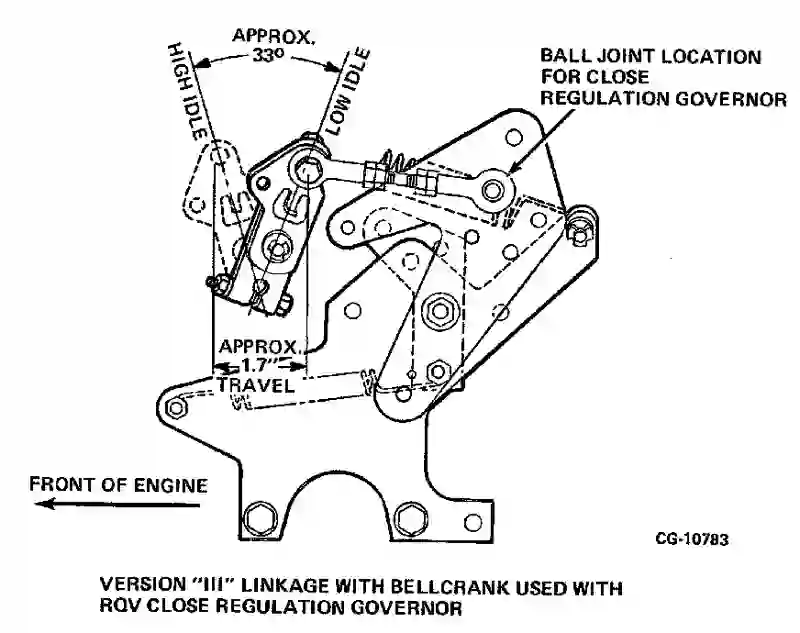 APPROX.
33°
HIGH IDLE
LOW IDLE
BALL JOINT LOCATION
FOR CLOSE
REGULATION GOVERNOR
APPROX.
1.7"
TRAVEL
FRONT OF ENGINE
CG-10783
VERSION "III" LINKAGE WITH BELLCRANK USED WITH
RQV CLOSE REGULATION GOVERNOR